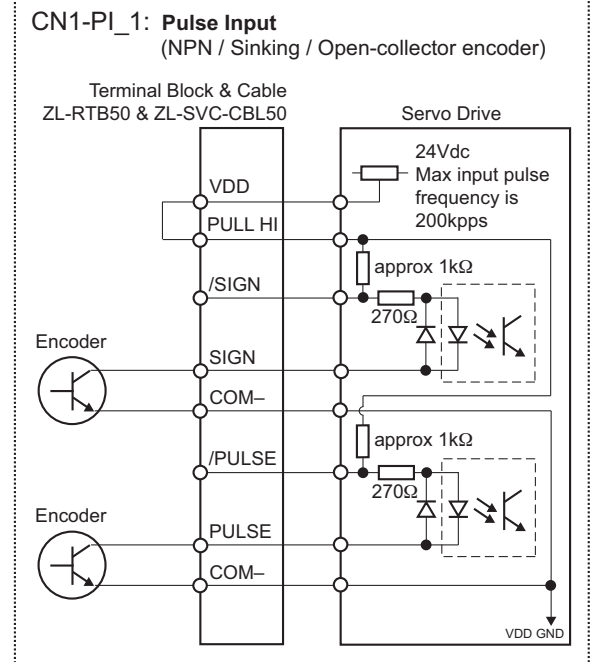 CN1-PI_1: Pulse Input
(NPN / Sinking / Open-collector encoder)
Terminal Block & Cable
ZL-RTB50 & ZL-SVC-CBL50
Servo Drive
24Vdc
Max input pulse
frequency is
200kpps
VDD
PULL HI
approx 1kΩ
/SIGN
270Ω
Encoder
SIGN
COM–
approx 1kΩ
/PULSE
270Ω
Encoder
PULSE
COM–
VDD GND